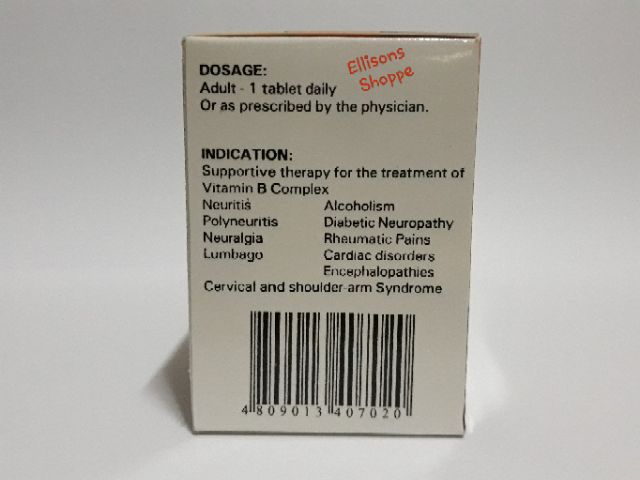 Ellisons
Shoppe
DOSAGE:
Adult - 1 tablet daily
Or as prescribed by the physician.
INDICATION:
Supportive therapy for the treatment of
Vitamin B Complex
Neuritis Alcoholism
Polyneuritis Diabetic Neuropathy
Neuralgia Rheumatic Pains
Lumbago Cardiac disorders
Encephalopathies
Cervical and shoulder-arm Syndrome
4 809013 407020